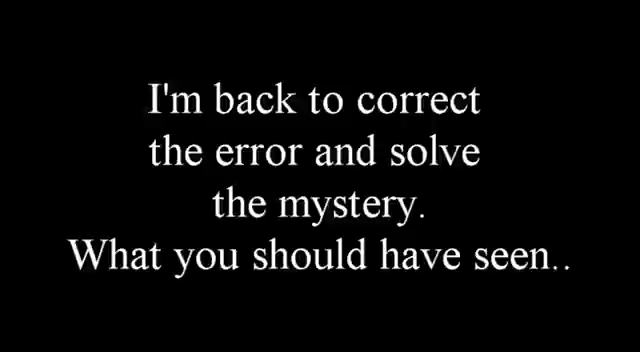 I'm back to correct
the error and solve
the mystery.
What you should have seen..